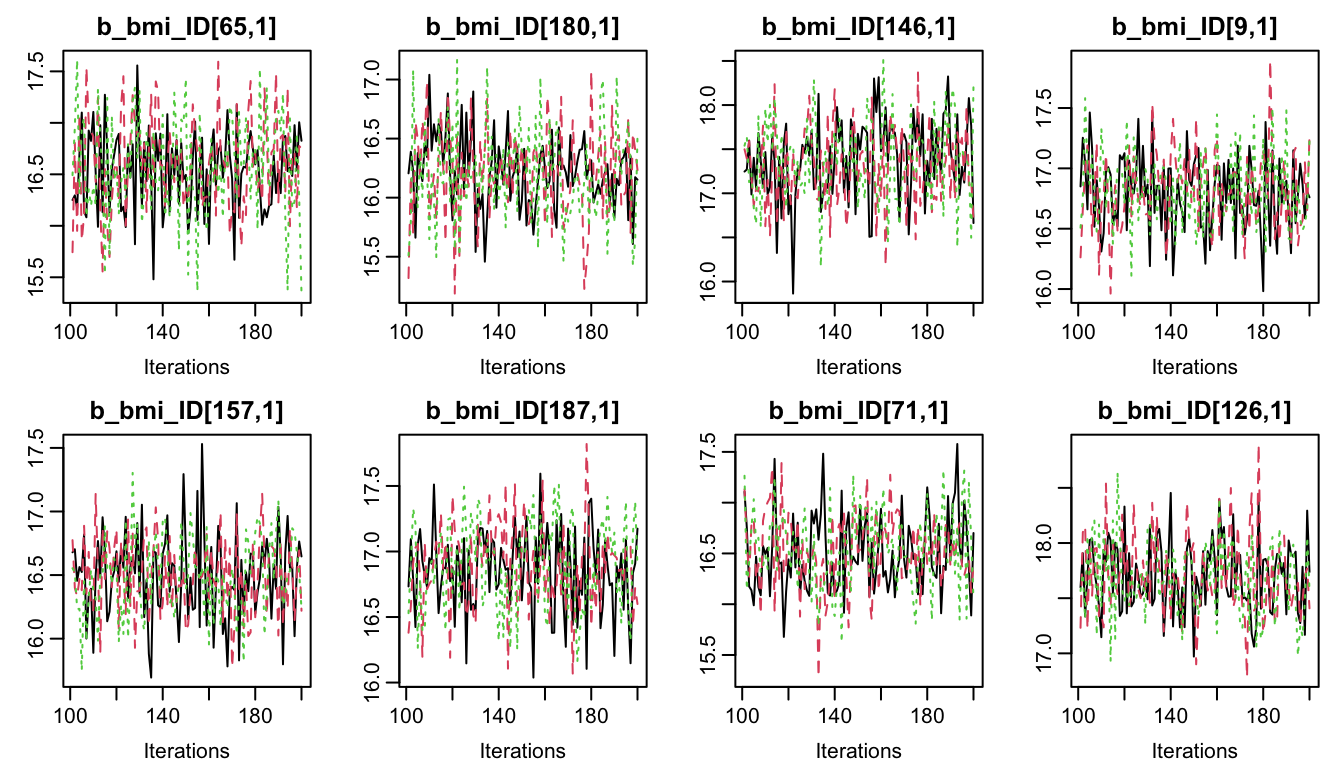 b_bmi_ID[65,1] b_bmi_ID[180,1] b_bmi_ID[146,1] b_bmi_ID[9,1]
15.5 16.5 17.5
100 140 180
Iterations
15.5 16.0 16.5 17.0
100 140 180
Iterations
16.0 17.0 18.0
100 140 180
Iterations
16.0 16.5 17.0 17.5
100 140 180
Iterations
b_bmi_ID[157,1] b_bmi_ID[187,1] b_bmi_ID[71,1] b_bmi_ID[126,1]
16.0 16.5 17.0 17.5
100 140 180
Iterations
16.0 16.5 17.0 17.5
100 140 180
Iterations
15.5 16.5 17.5
100 140 180
Iterations
17.0 18.0
100 140 180
Iterations